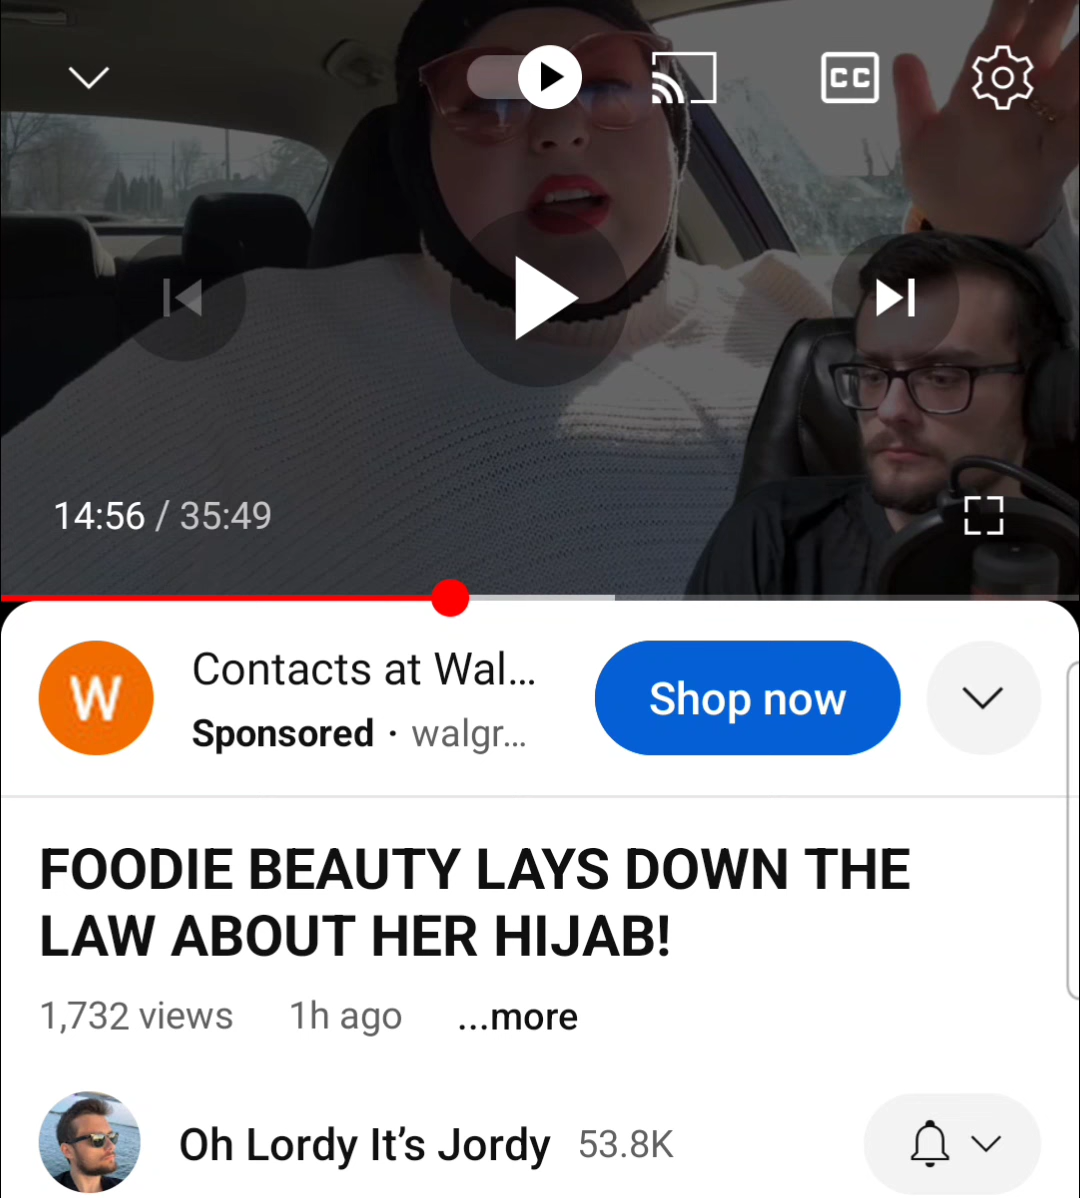 CC
14:56 / 35:49
W
Contacts at Wal...
Sponsored · walgr...
Shop now
FOODIE BEAUTY LAYS DOWN THE
LAW ABOUT HER HIJAB!
1,732 views 1h ago ...more
Oh Lordy It's Jordy 53.8K